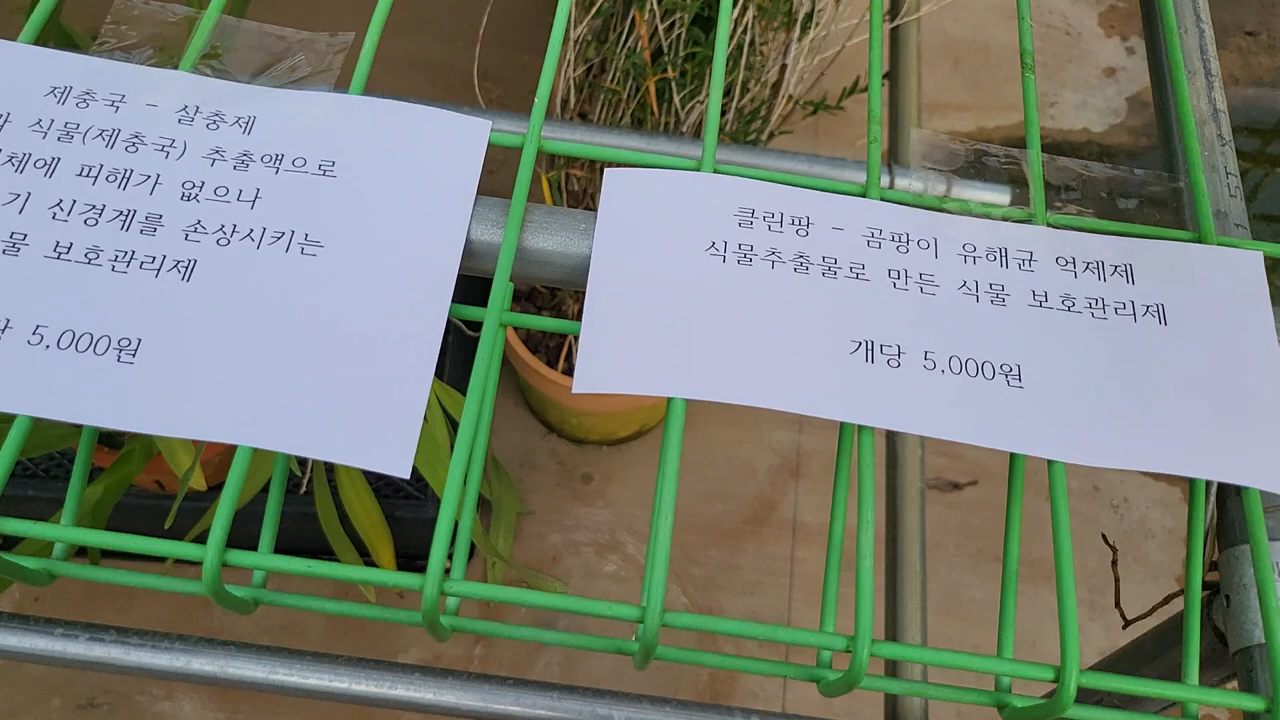 제충국 - 살충제
식물(제충국) 추출액으로
피해가 없으나
신경계를 손상시키는
보호관리제
5,000원
클린팡 - 곰팡이 유해균 억제제
식물추출물로 만든 식물 보호관리제
개당 5,000원